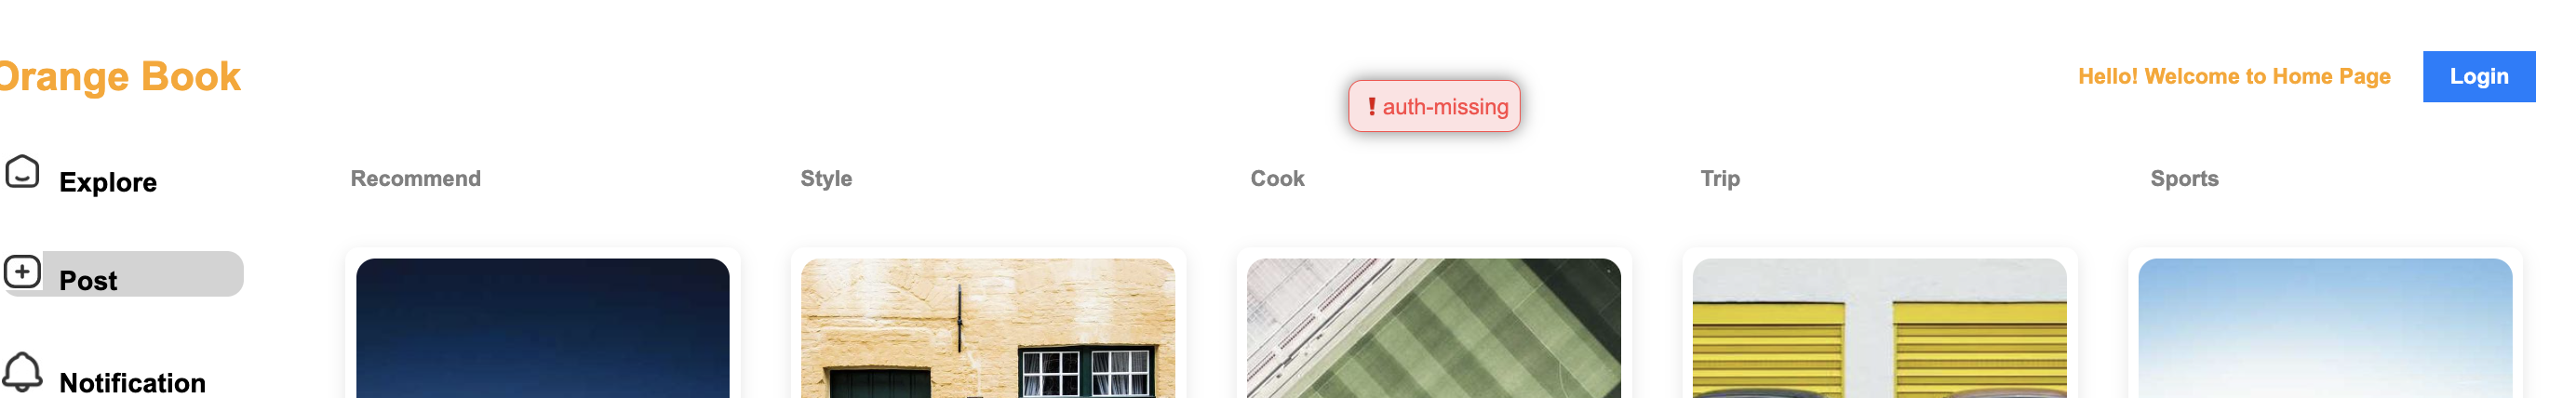 Orange Book
Hello! Welcome to Home Page
Login
! auth-missing
Explore
Recommend
Style
Cook
Trip
Sports
Post
Notification